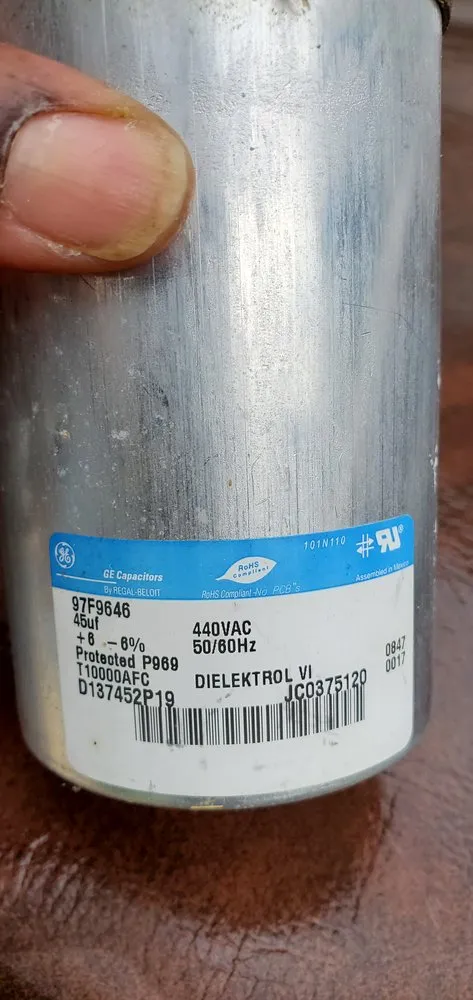 101N110
GE
GE Capacitors
By REGAL-BELOIT
RoHS
Compliant
RoHS Compliant-No PCB"s
Assembled in Mexico
97F9646
45uf 440VAC
+6 -6% 50/60Hz
Protected P969 0847
T10000AFC DIELEKTROL VI 0017
D137452P19 JC0375120